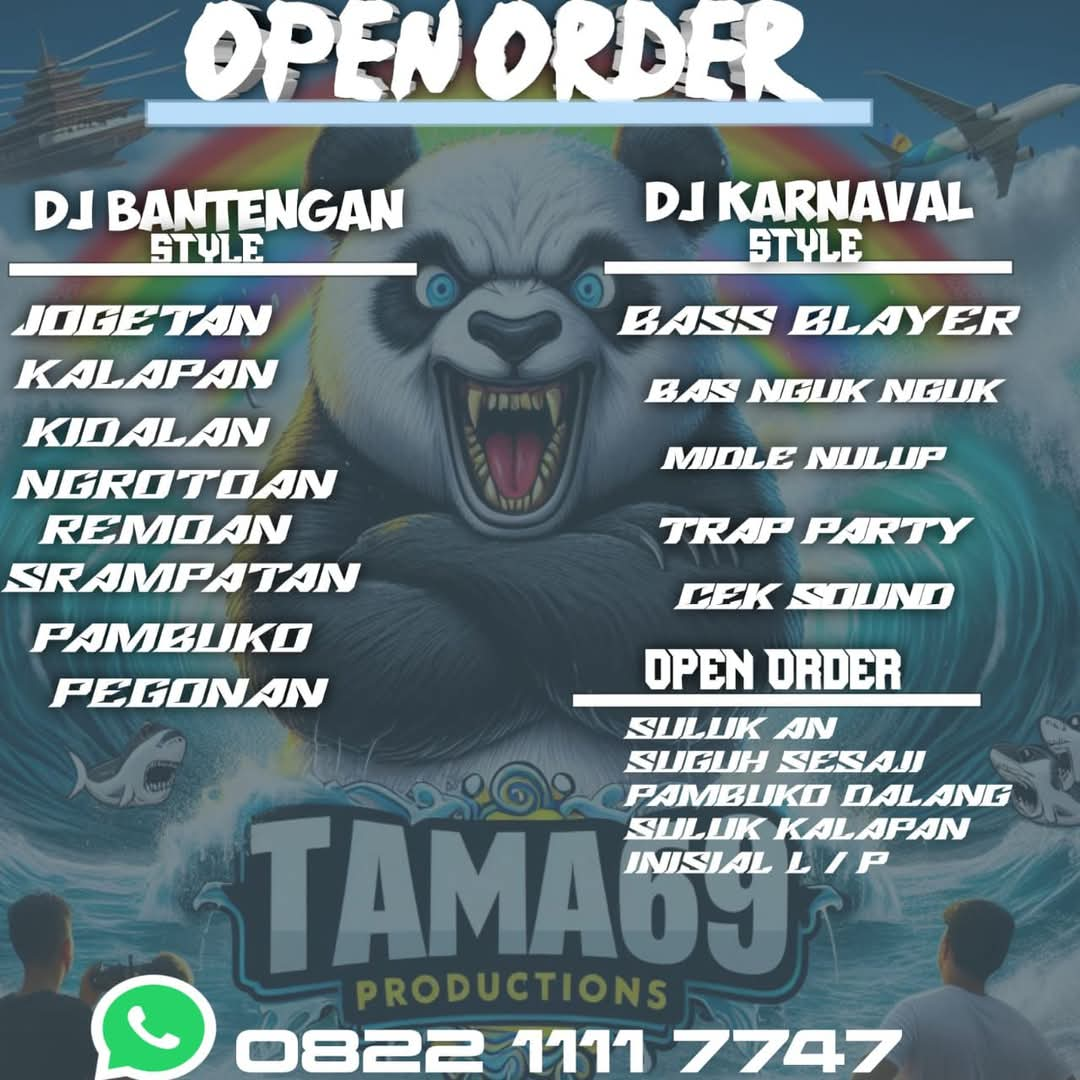 OPEN ORDER
DJ BANTENGAN
STYLE
JOGETAN
KALAPAN
KIDALAN
NGROTOAN
REMOAN
SRAMPATAN
PAMBUKO
PEGONAN
DJ KARNAVAL
STYLE
BASS BLAYER
BAS NGUK NGUK
MIDLE NULUP
TRAP PARTY
CEK SOUND
OPEN ORDER
SULUK AN
SUGUH SESAJI
PAMBUKO DALANG
SULUK KALAPAN
INISIAL L / P
TAMA69
PRODUCTIONS
0822 1111 7747